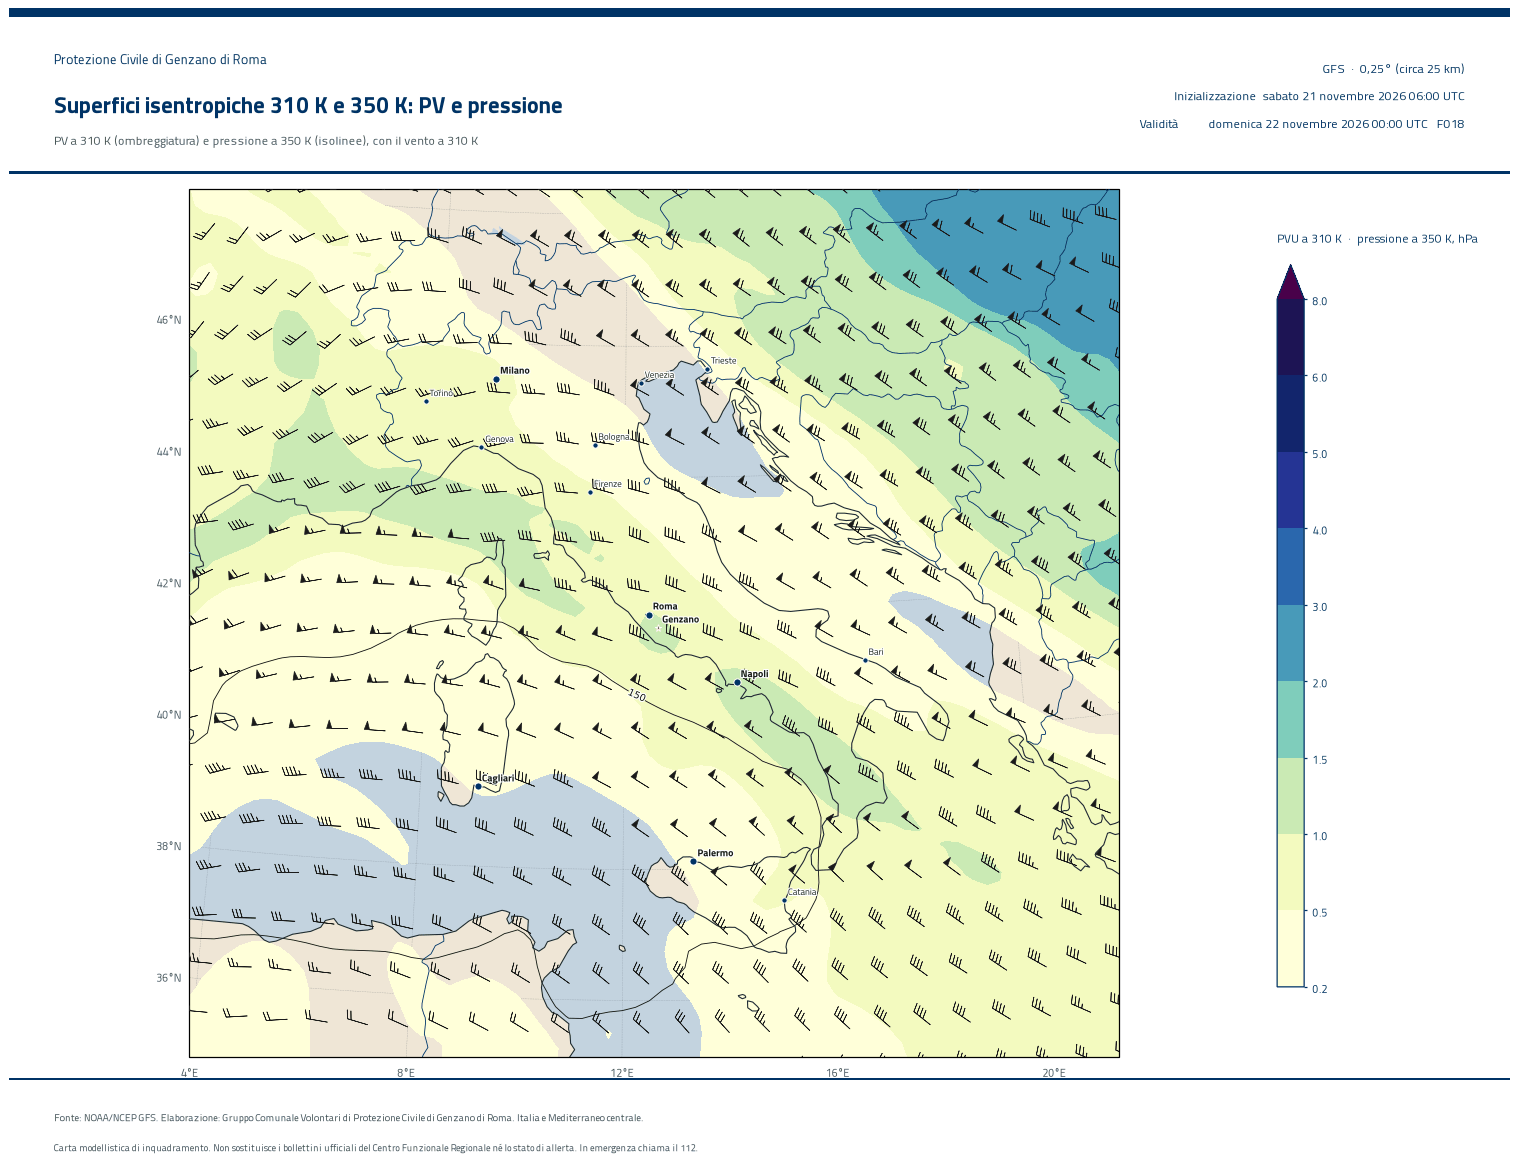 Protezione Civile di Genzano di Roma
Superfici isentropiche 310 K e 350 K: PV e pressione
PV a 310 K (ombreggiatura) e pressione a 350 K (isolinee), con il vento a 310 K
GFS · 0,25° (circa 25 km)
Inizializzazione sabato 21 novembre 2026 06:00 UTC
Validità domenica 22 novembre 2026 00:00 UTC F018
PVU a 310 K · pressione a 350 K, hPa
8.0
6.0
5.0
4.0
3.0
2.0
1.5
1.0
0.5
0.2
46°N
44°N
42°N
40°N
38°N
36°N
4°E
8°E
12°E
16°E
20°E
Trieste
Venezia
Milano
Torino
Genova
Bologna
Firenze
Roma
Genzano
Bari
Napoli
150
Cagliari
Palermo
Catania
Fonte: NOAA/NCEP GFS. Elaborazione: Gruppo Comunale Volontari di Protezione Civile di Genzano di Roma. Italia e Mediterraneo centrale.
Carta modellistica di inquadramento. Non sostituisce i bollettini ufficiali del Centro Funzionale Regionale né lo stato di allerta. In emergenza chiama il 112.